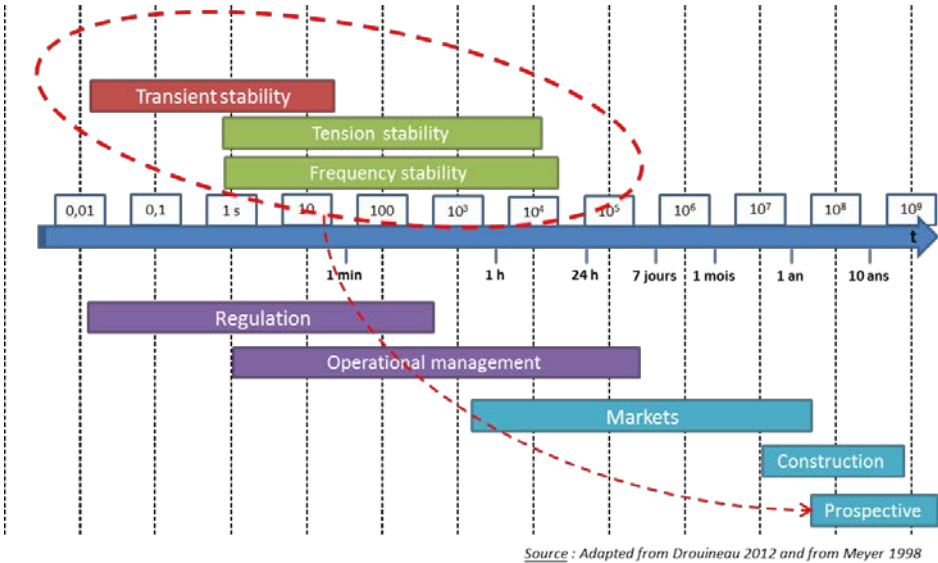 Transient stability
Tension stability
Frequency stability
0,01 0,1 1 s 10 100 10³ 10⁴ 10⁵ 10⁶ 10⁷ 10⁸ 10⁹
t
1 min 1 h 24 h 7 jours 1 mois 1 an 10 ans
Regulation
Operational management
Markets
Construction
Prospective
Source : Adapted from Drouineau 2012 and from Meyer 1998